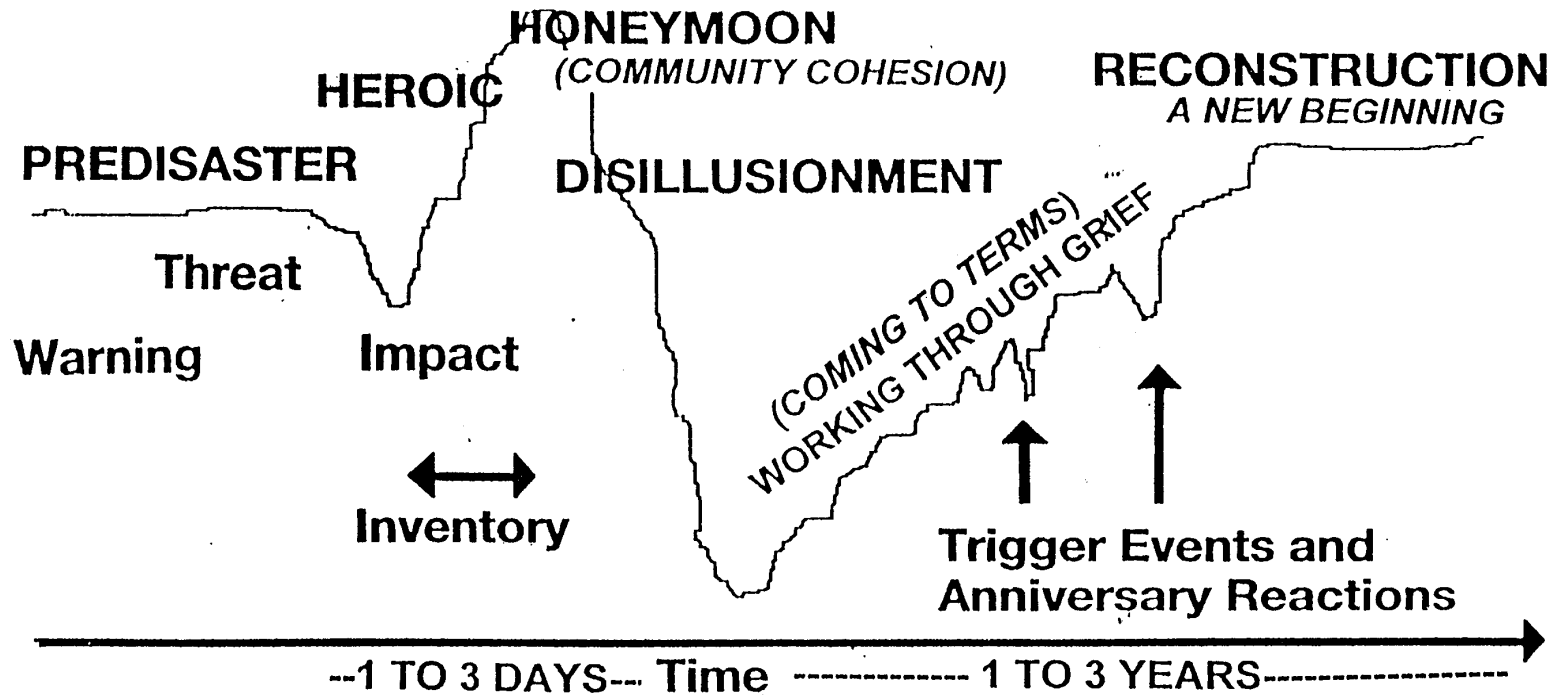 HONEYMOON
(COMMUNITY COHESION)
HEROIC
RECONSTRUCTION
A NEW BEGINNING
PREDISASTER
DISILLUSIONMENT
Threat
Warning
Impact
(COMING TO TERMS)
WORKING THROUGH GRIEF
Inventory
Trigger Events and
Anniversary Reactions
--1 TO 3 DAYS--- Time ------------- 1 TO 3 YEARS------------------